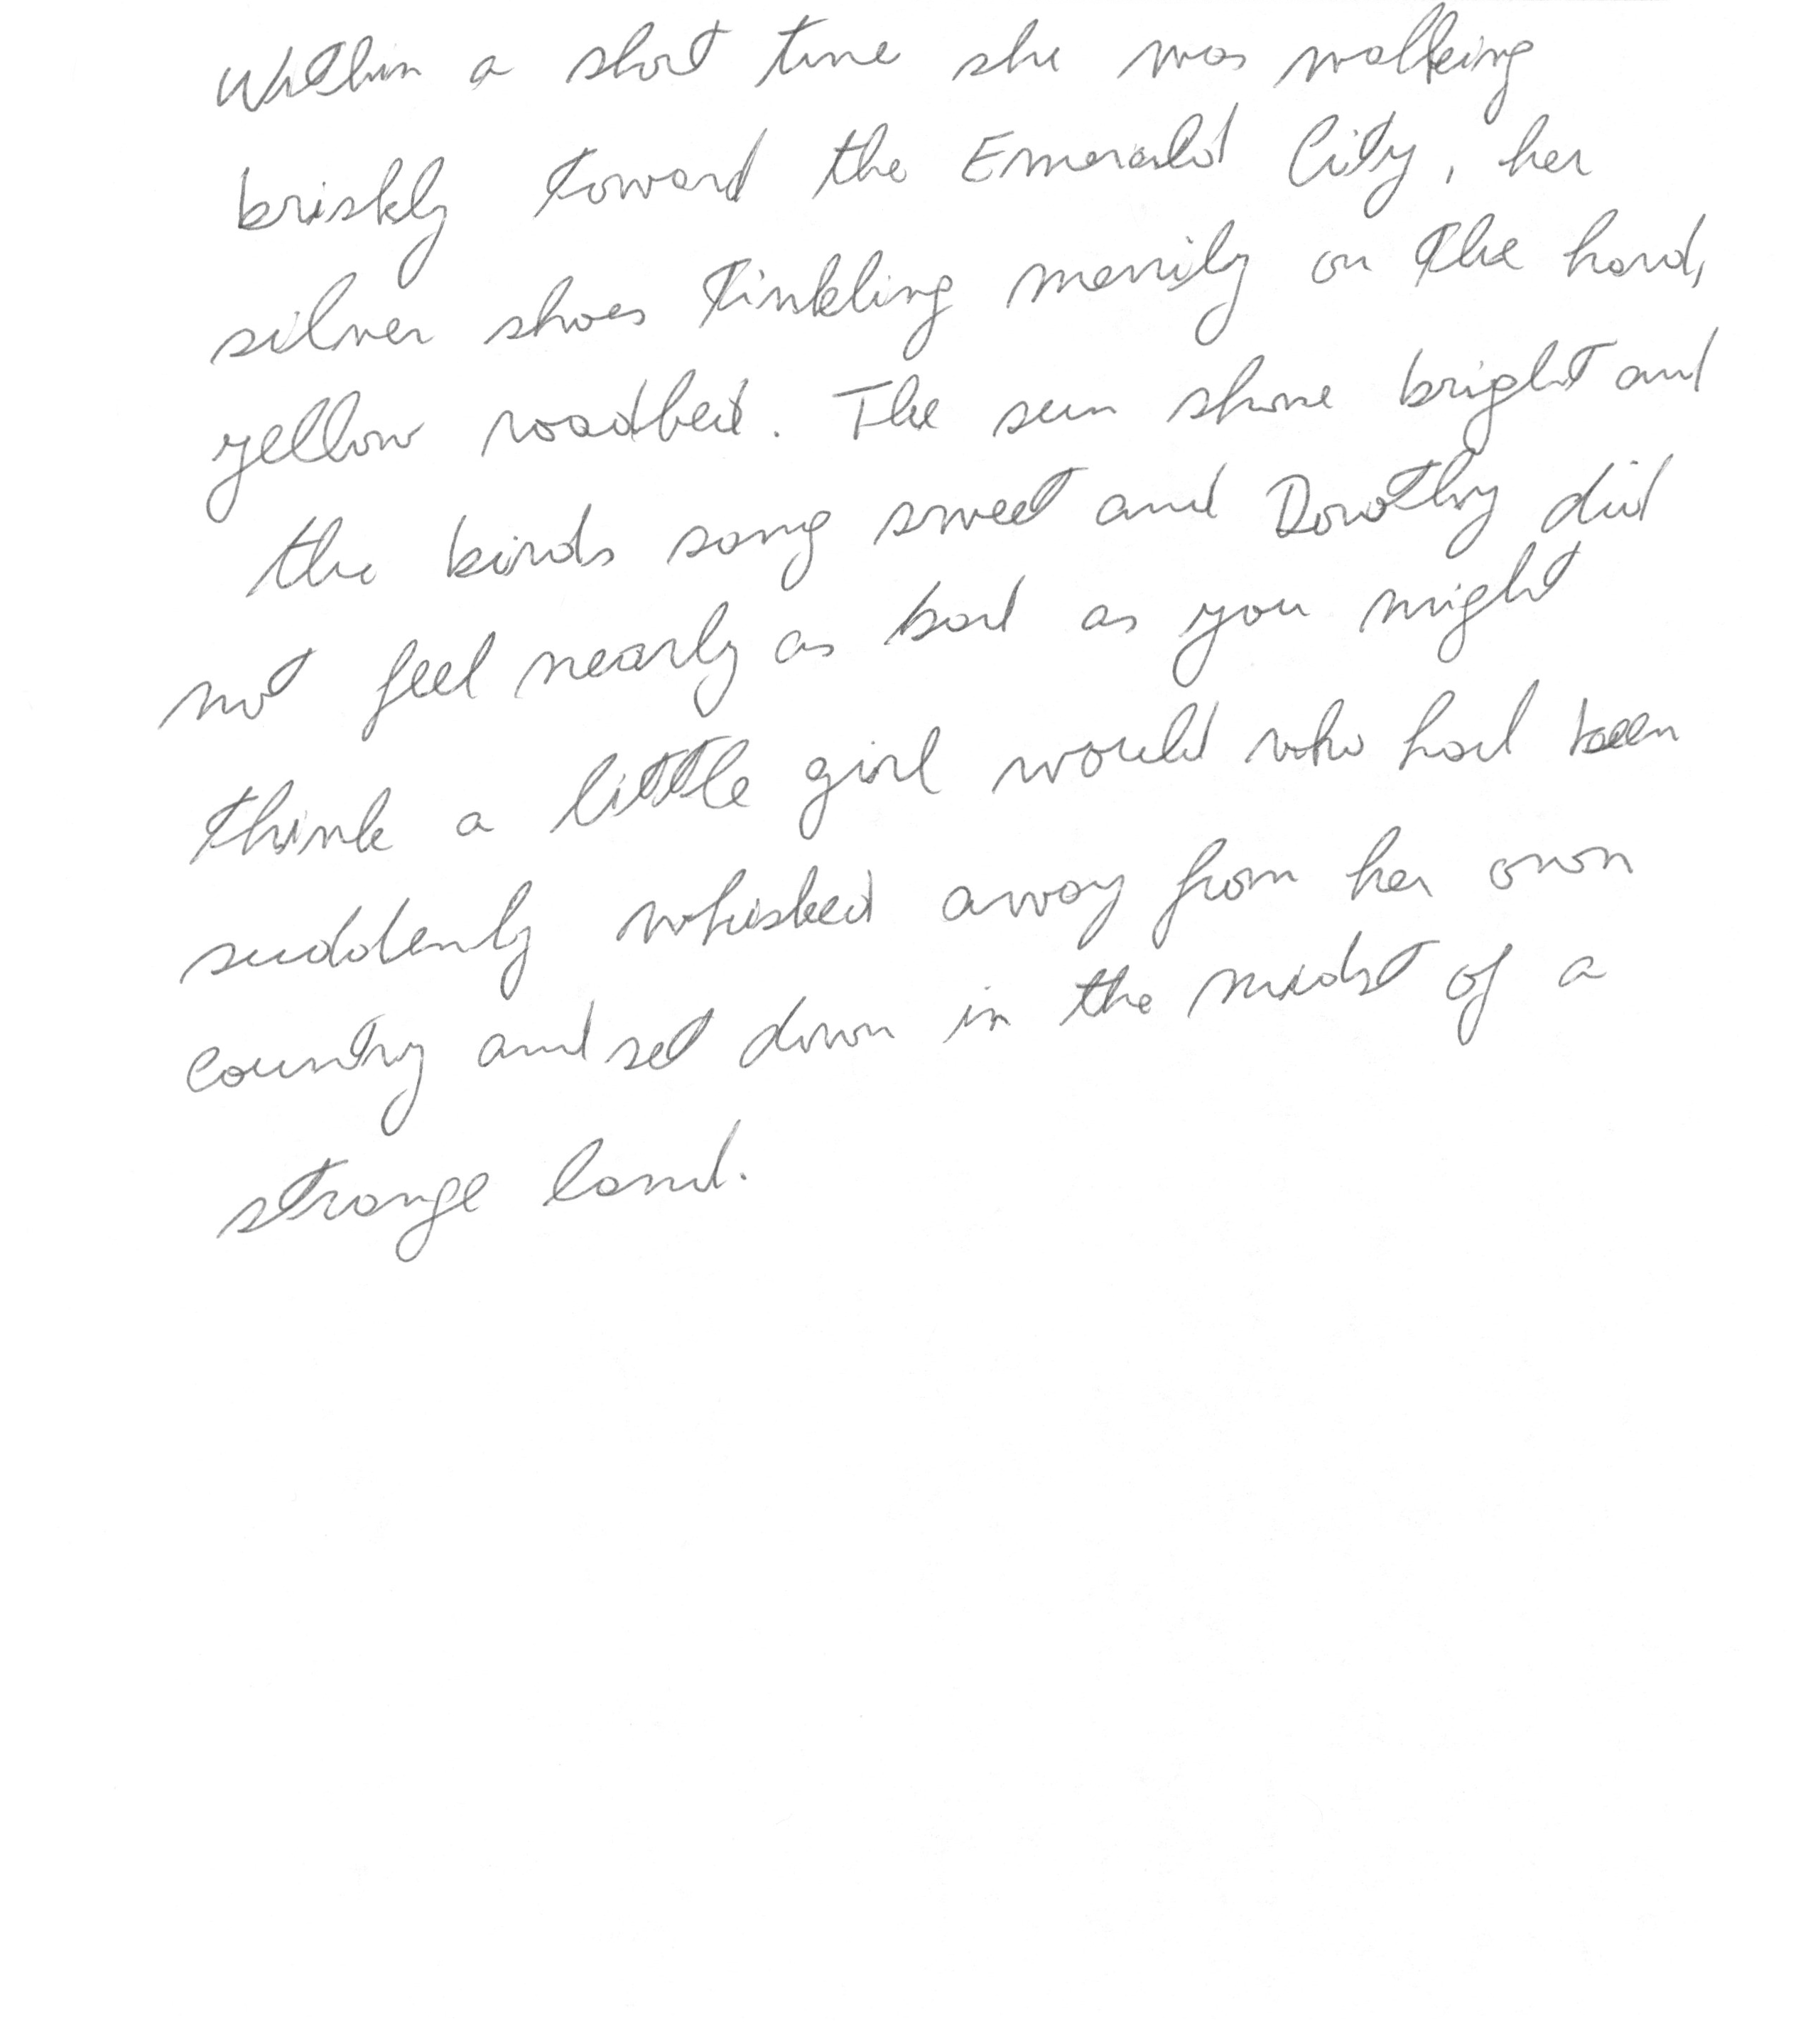 Within a short time she was walking
briskly toward the Emerald City, her
silver shoes tinkling merrily on the hard,
yellow roadbed. The sun shone bright and
the birds sang sweet and Dorothy did
not feel nearly as bad as you might
think a little girl would who had been
suddenly whisked away from her own
country and set down in the midst of a
strange land.